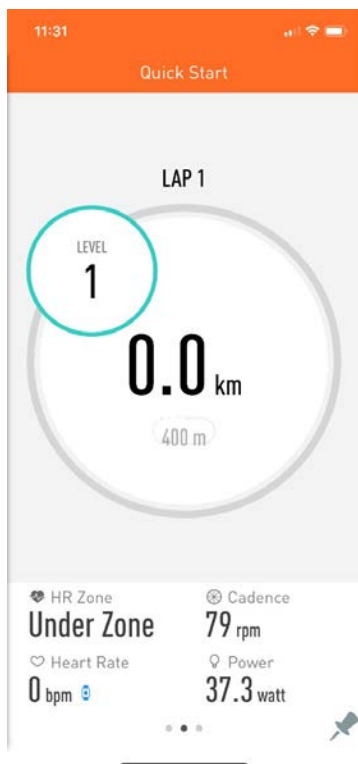 11:31
Quick Start
LAP 1
LEVEL
1
0.0 km
400 m
HR Zone
Under Zone
Cadence
79 rpm
Heart Rate
0 bpm
Power
37.3 watt